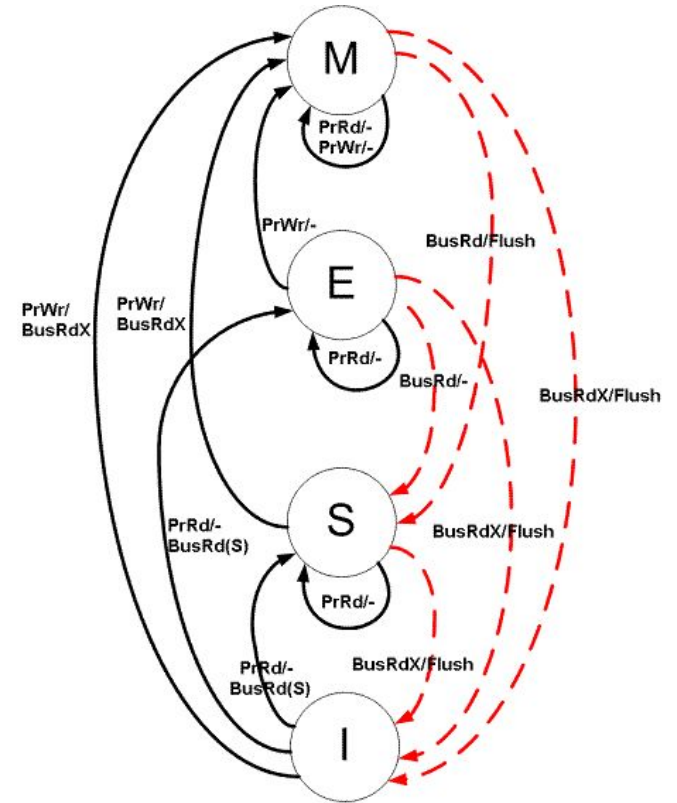 M
PrRd/-
PrWr/-
PrWr/-
BusRd/Flush
E
PrWr/
BusRdX
PrWr/
BusRdX
PrRd/-
BusRd/-
BusRdX/Flush
S
PrRd/-
BusRd(S)
BusRdX/Flush
PrRd/-
PrRd/-
BusRd(S)
BusRdX/Flush
I